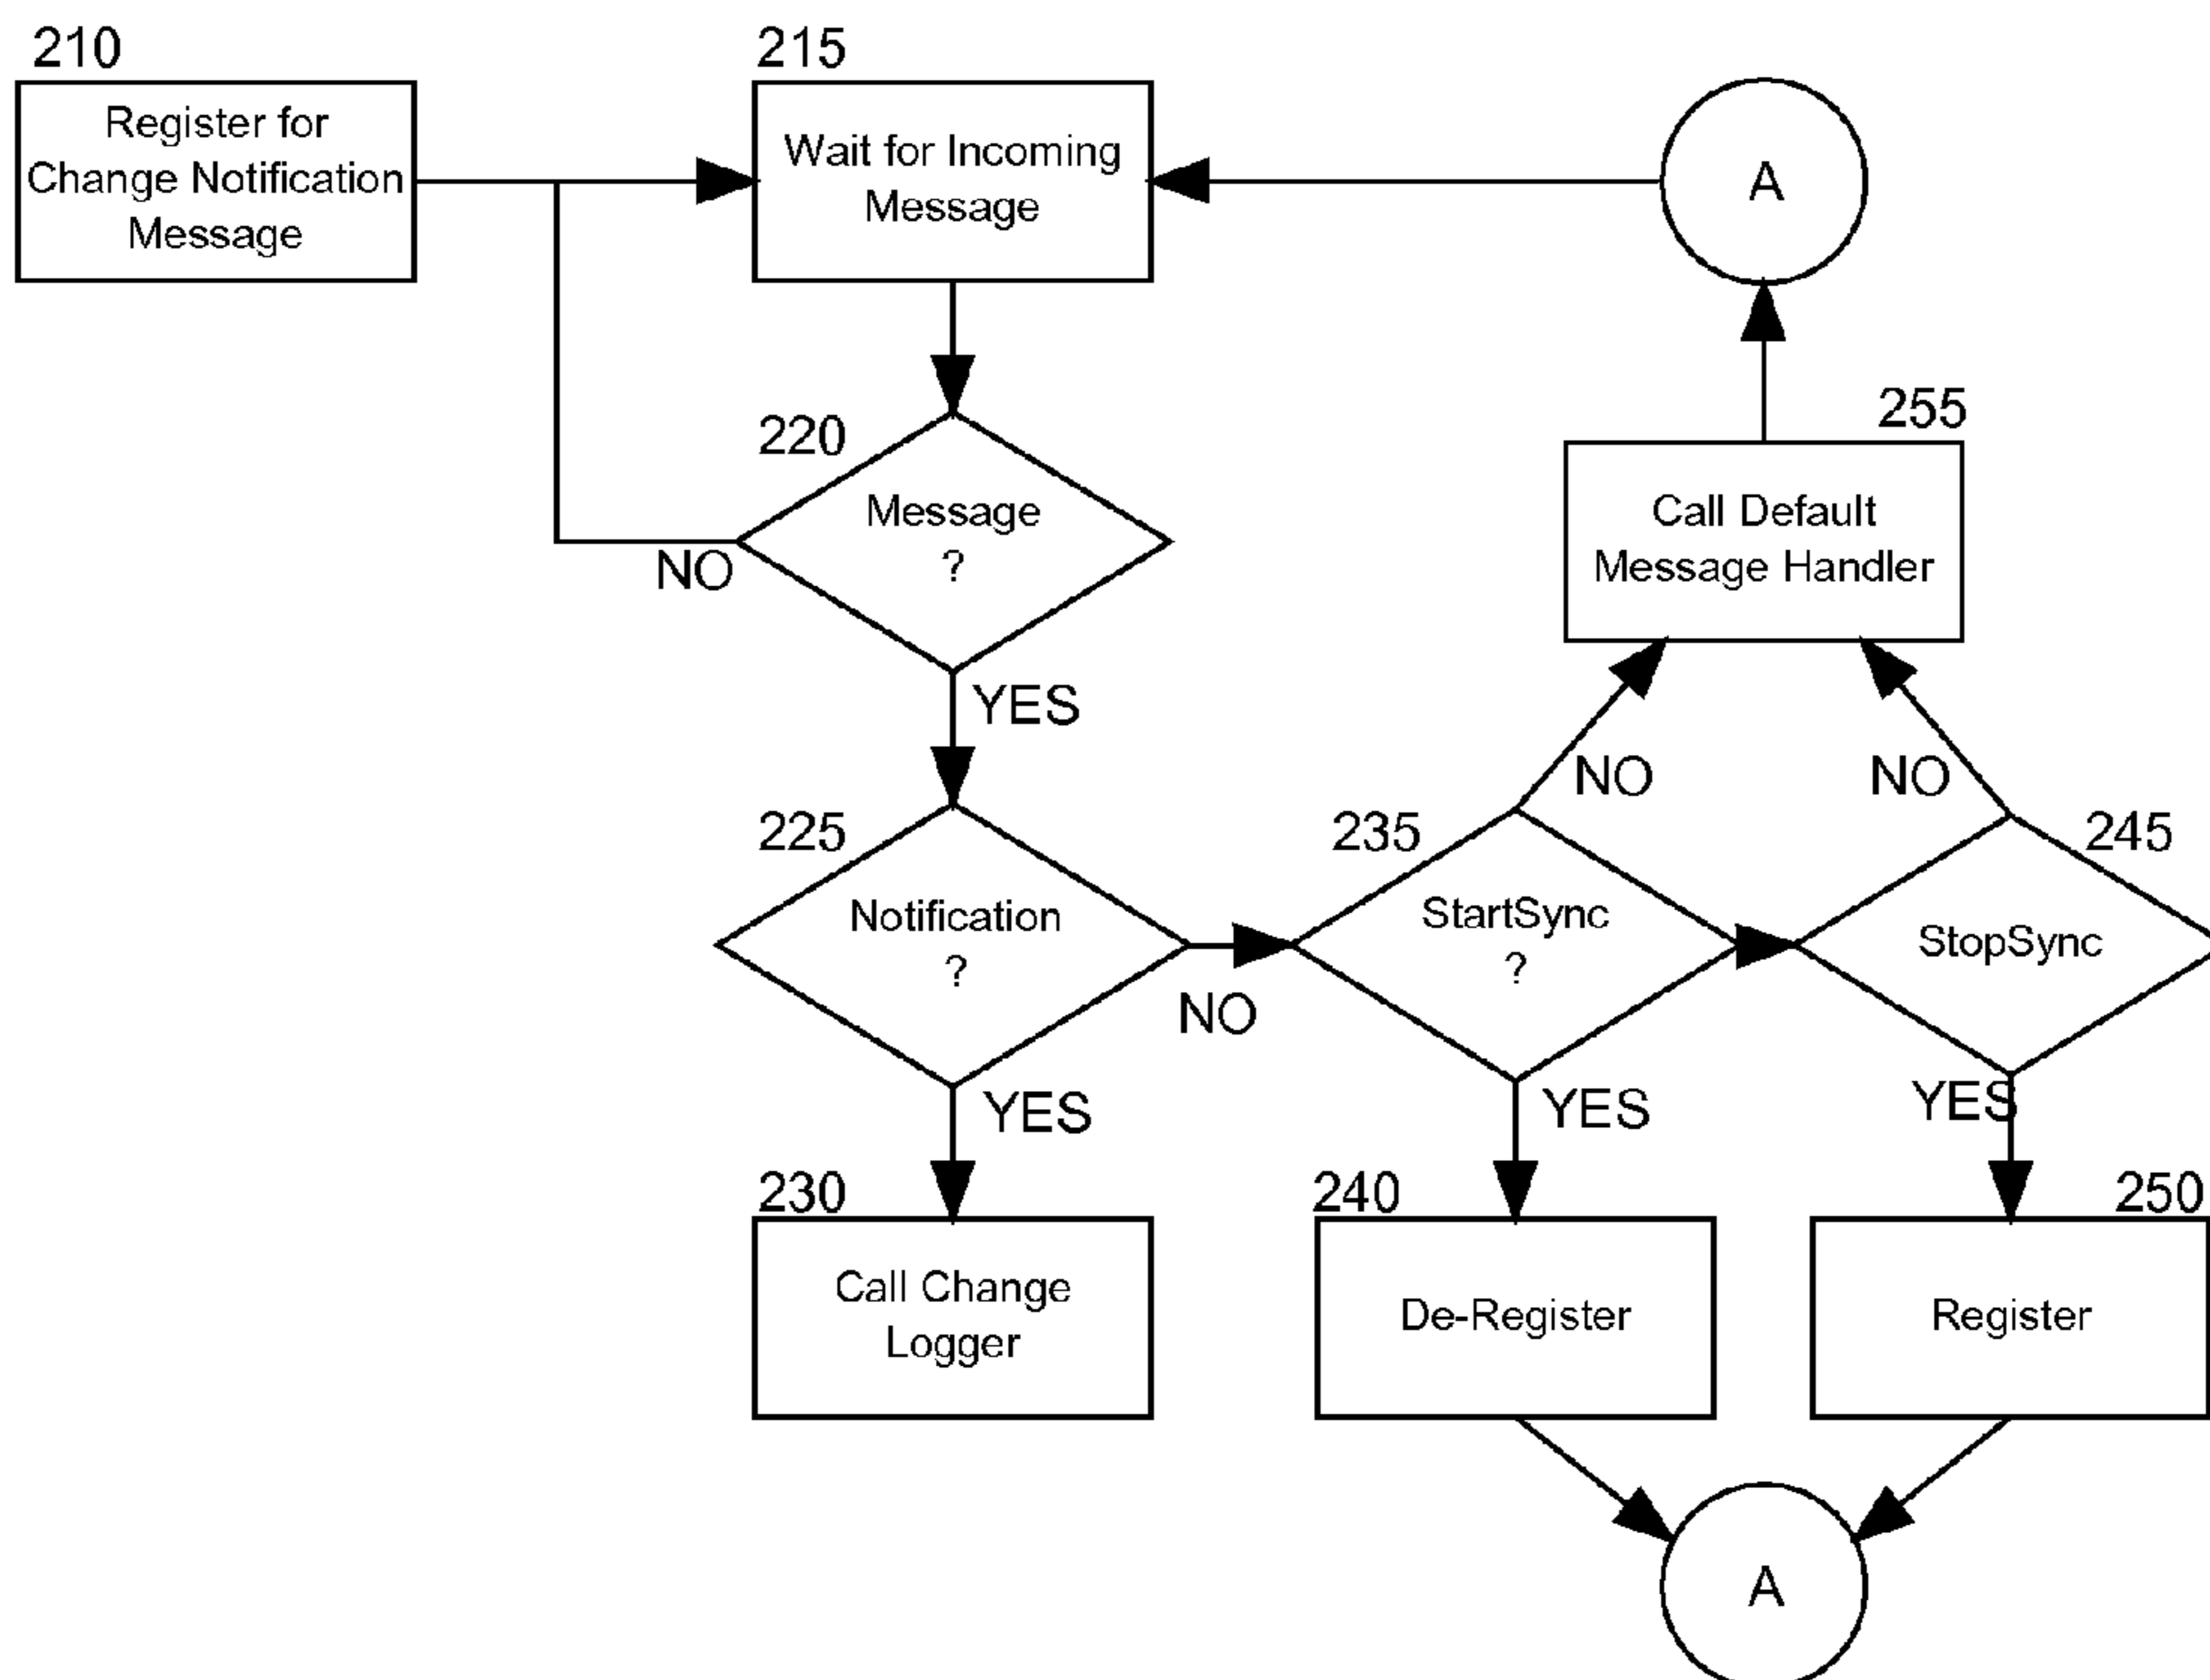 210
Register for
Change Notification
Message
215
Wait for Incoming
Message
A
220
Message
?
NO
YES
255
Call Default
Message Handler
NO
NO
225
Notification
?
NO
YES
235
StartSync
?
YES
245
StopSync
YES
230
Call Change
Logger
240
De-Register
250
Register
A